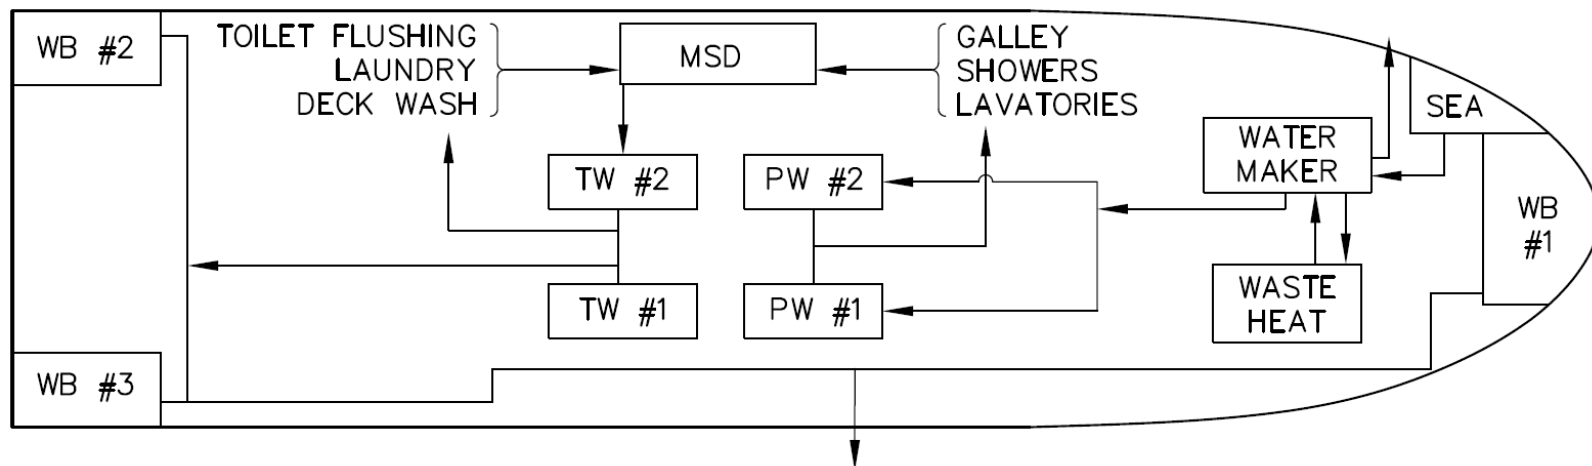 WB #2
TOILET FLUSHING
LAUNDRY
DECK WASH
MSD
GALLEY
SHOWERS
LAVATORIES
SEA
WATER
MAKER
TW #2
PW #2
WB
#1
WASTE
HEAT
TW #1
PW #1
WB #3